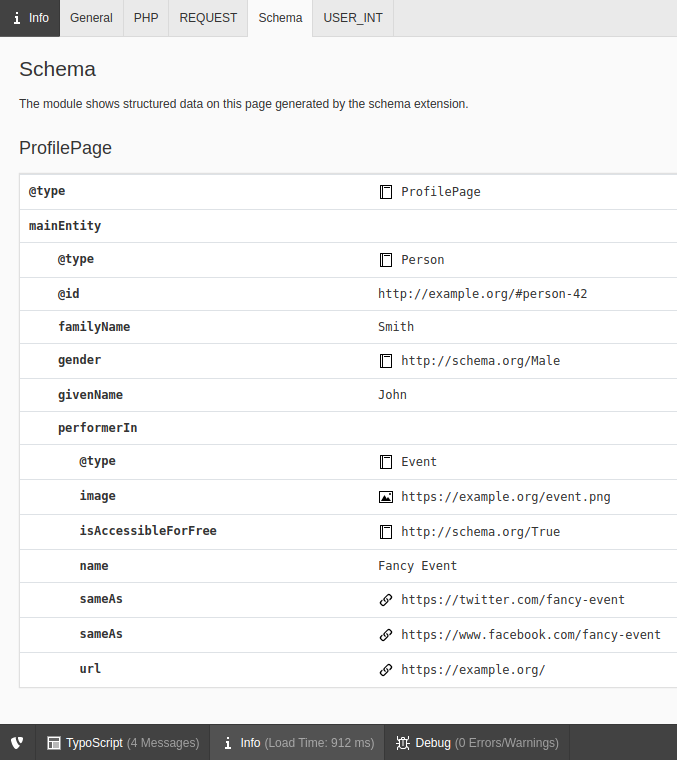 Info General PHP REQUEST Schema USER_INT
Schema
The module shows structured data on this page generated by the schema extension.
ProfilePage
@type ProfilePage
mainEntity
@type Person
@id http://example.org/#person-42
familyName Smith
gender http://schema.org/Male
givenName John
performerIn
@type Event
image https://example.org/event.png
isAccessibleForFree http://schema.org/True
name Fancy Event
sameAs https://twitter.com/fancy-event
sameAs https://www.facebook.com/fancy-event
url https://example.org/
TypoScript (4 Messages) Info (Load Time: 912 ms) Debug (0 Errors/Warnings)